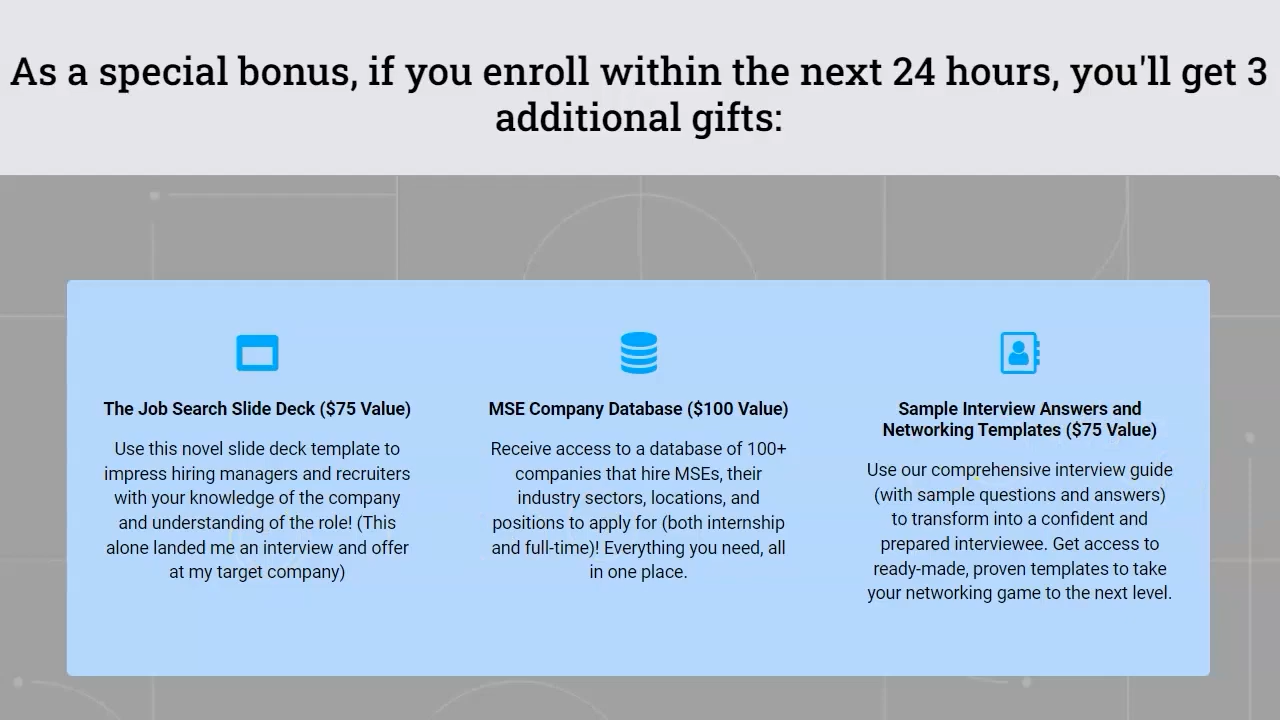 As a special bonus, if you enroll within the next 24 hours, you'll get 3
additional gifts:
The Job Search Slide Deck ($75 Value)
Use this novel slide deck template to
impress hiring managers and recruiters
with your knowledge of the company
and understanding of the role! (This
alone landed me an interview and offer
at my target company)
MSE Company Database ($100 Value)
Receive access to a database of 100+
companies that hire MSEs, their
industry sectors, locations, and
positions to apply for (both internship
and full-time)! Everything you need, all
in one place.
Sample Interview Answers and
Networking Templates ($75 Value)
Use our comprehensive interview guide
(with sample questions and answers)
to transform into a confident and
prepared interviewee. Get access to
ready-made, proven templates to take
your networking game to the next level.